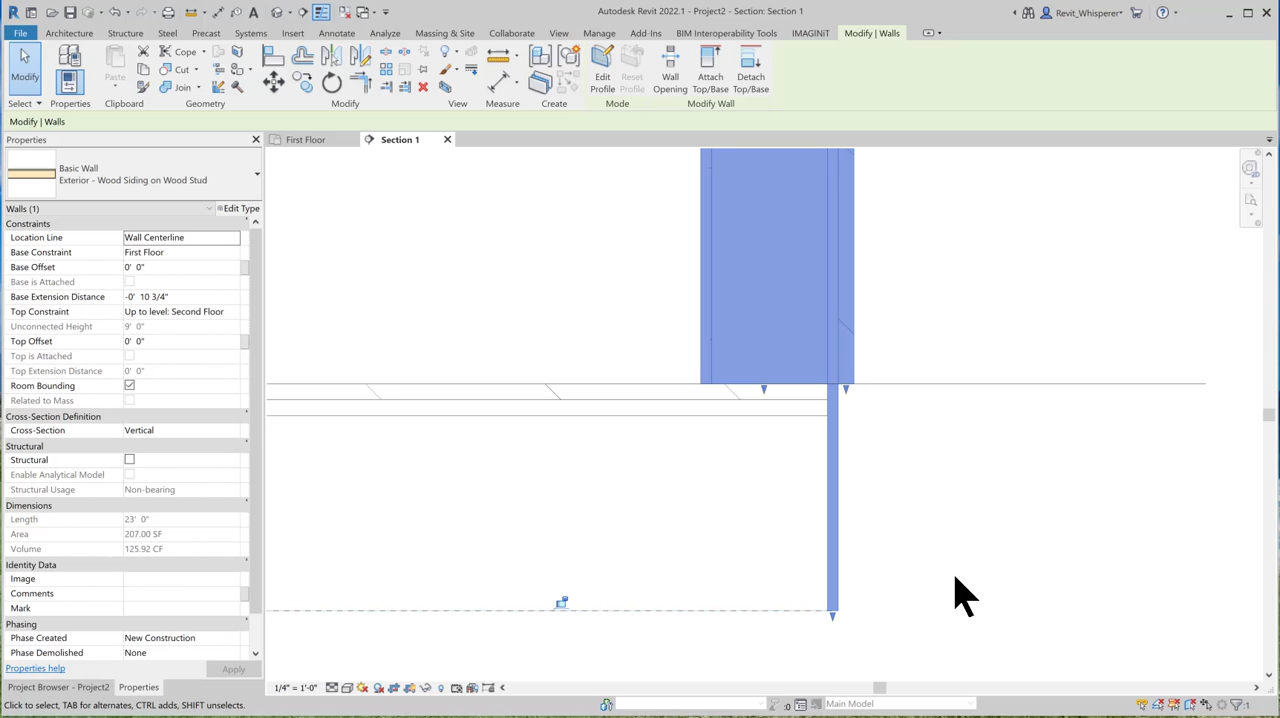 Autodesk Revit 2022.1 - Project2 - Section: Section 1
Revit_Whisperer
File Architecture Structure Steel Precast Systems Insert Annotate Analyze Massing & Site Collaborate View Manage Add-Ins BIM Interoperability Tools IMAGINiT Modify | Walls
Modify
Properties
Paste
Cope
Cut
Join
Edit Profile
Reset Profile
Wall Opening
Attach Top/Base
Detach Top/Base
Select Properties Clipboard Geometry Modify View Measure Create Mode Modify Wall
Modify | Walls
Properties
First Floor
Section 1
Basic Wall
Exterior - Wood Siding on Wood Stud
Walls (1) Edit Type
Constraints
Location Line Wall Centerline
Base Constraint First Floor
Base Offset 0' 0"
Base is Attached
Base Extension Distance -0' 10 3/4"
Top Constraint Up to level: Second Floor
Unconnected Height 9' 0"
Top Offset 0' 0"
Top is Attached
Top Extension Distance 0' 0"
Room Bounding
Related to Mass
Cross-Section Definition
Cross-Section Vertical
Structural
Structural
Enable Analytical Model
Structural Usage Non-bearing
Dimensions
Length 23' 0"
Area 207.00 SF
Volume 125.92 CF
Identity Data
Image
Comments
Mark
Phasing
Phase Created New Construction
Phase Demolished None
Properties help Apply
Project Browser - Project2 Properties
1/4" = 1'-0"
Click to select, TAB for alternates, CTRL adds, SHIFT unselects.
:0
Main Model
:1